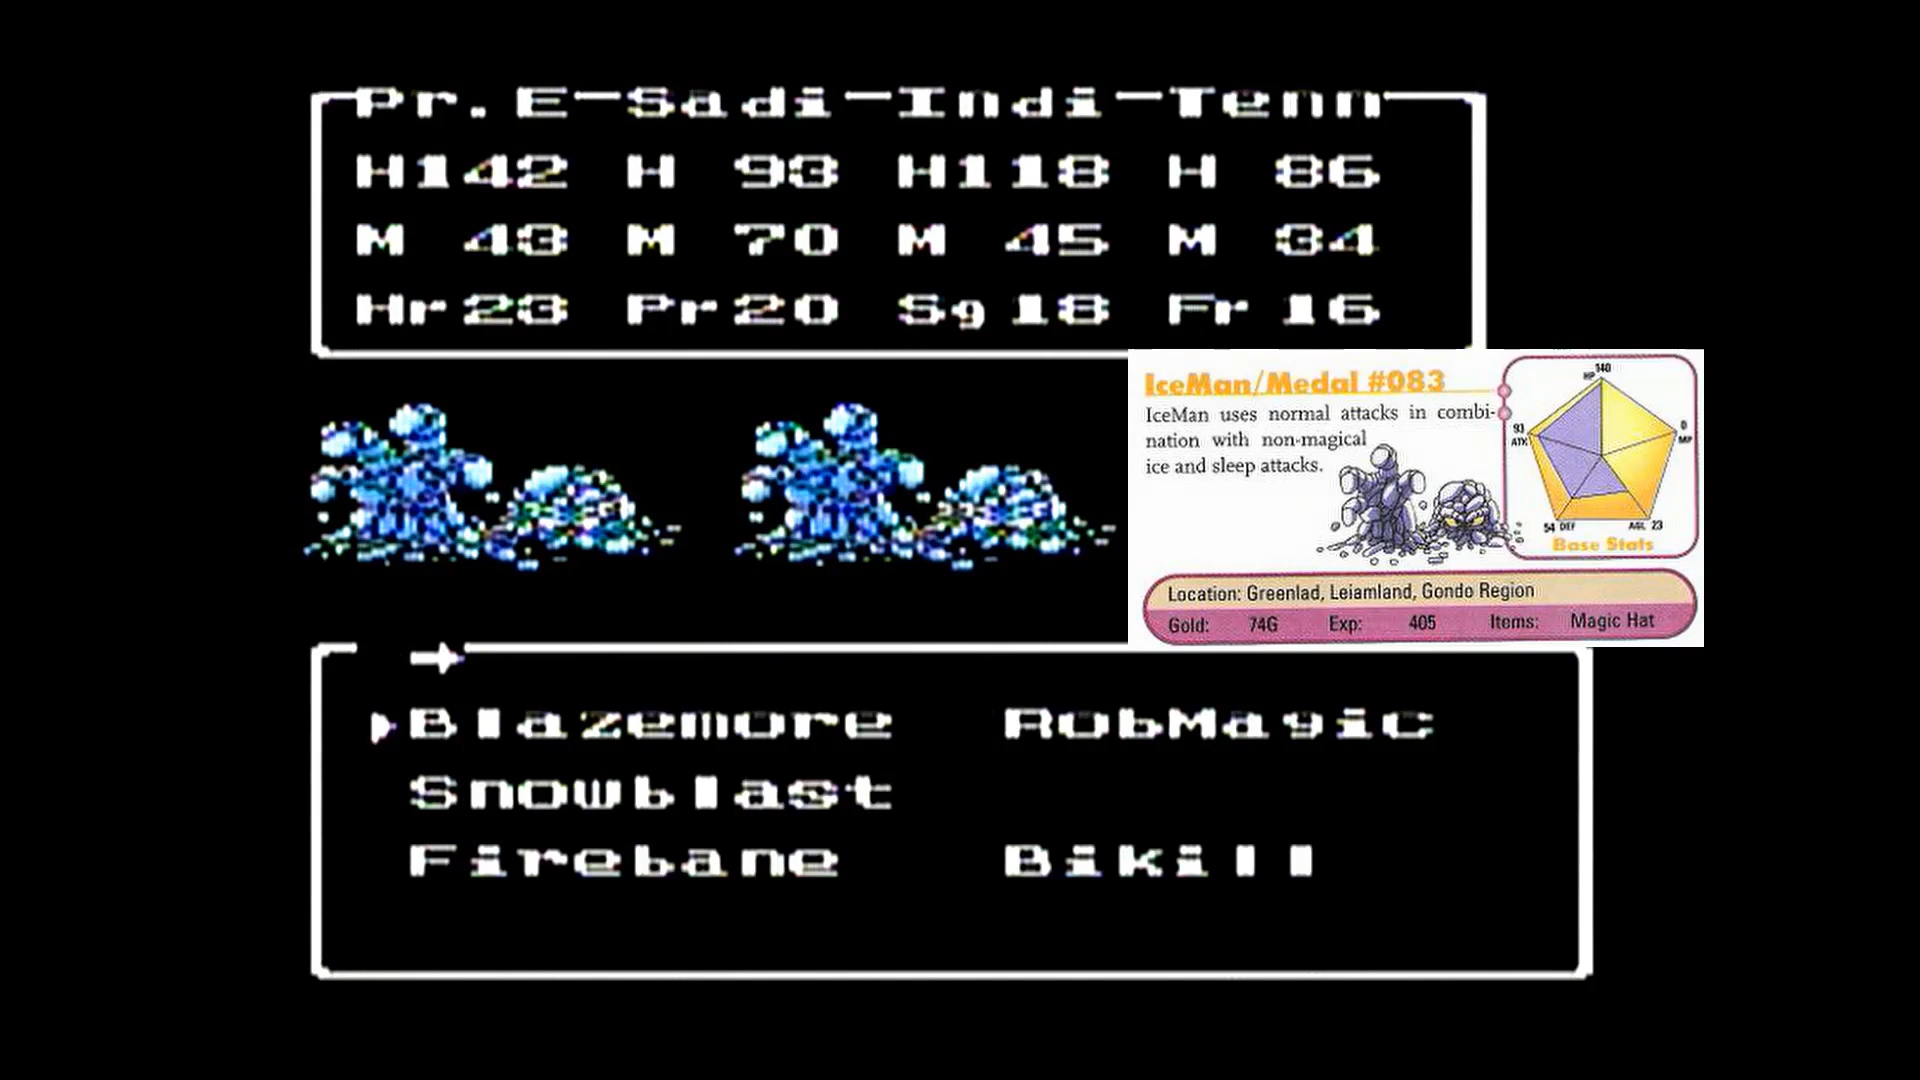 Pr.E Sadi Indi Tenn
H142 H 93 H118 H 86
M 43 M 70 M 45 M 34
Hr23 Pr20 Sg18 Fr16
IceMan/Medal #083
IceMan uses normal attacks in combi-
nation with non-magical
ice and sleep attacks.
140
HP
0
MP
93
ATK
54 DEF
AGL 23
Base Stats
Location: Greenlad, Leiamland, Gondo Region
Gold: 74G Exp: 405 Items: Magic Hat
Blazemore RobMagic
Snowblast
Firebane Bikill